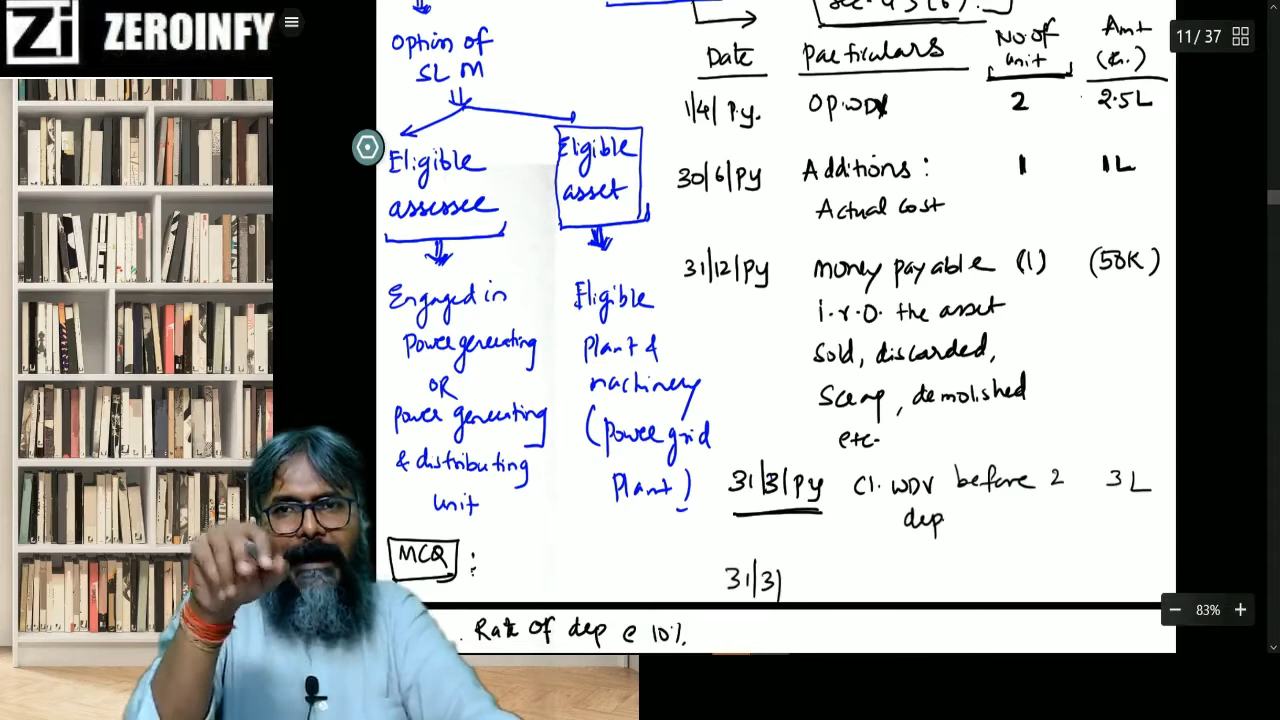 Zi ZEROINFY
11 / 37
Option of
SLM
Eligible
assessee
Engaged in
Power generating
OR
Power generating
& distributing
unit
Eligible
asset
Eligible
Plant &
machinery
(Power grid
Plant)
MCQ :
Date Particulars No. of unit Amt
1/4/ P.y. OP. WDV 2 2.5L
30/6/PY Additions : 1 1L
Actual cost
31/12/PY money payable (1) (50K)
i.r.o. the asset
Sold, discarded,
Scrap, demolished
etc.
31/3/PY Cl. WDV before 2 3L
dep
31/3/
Rate of dep @ 10%.
83%